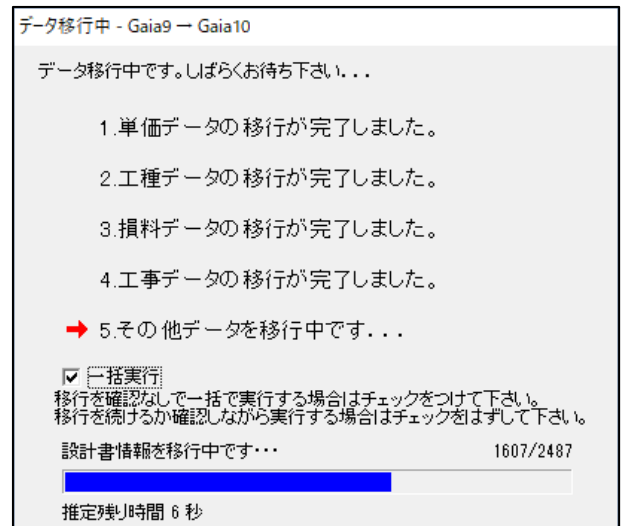 データ移行中 - Gaia9 → Gaia10
データ移行中です。しばらくお待ち下さい...
1.単価データの移行が完了しました。
2.工種データの移行が完了しました。
3.損料データの移行が完了しました。
4.工事データの移行が完了しました。
5.その他データを移行中です...
一括実行
移行を確認なしで一括で実行する場合はチェックをつけて下さい。
移行を続けるか確認しながら実行する場合はチェックをはずして下さい。
設計書情報を移行中です・・・ 1607/2487
推定残り時間 6 秒